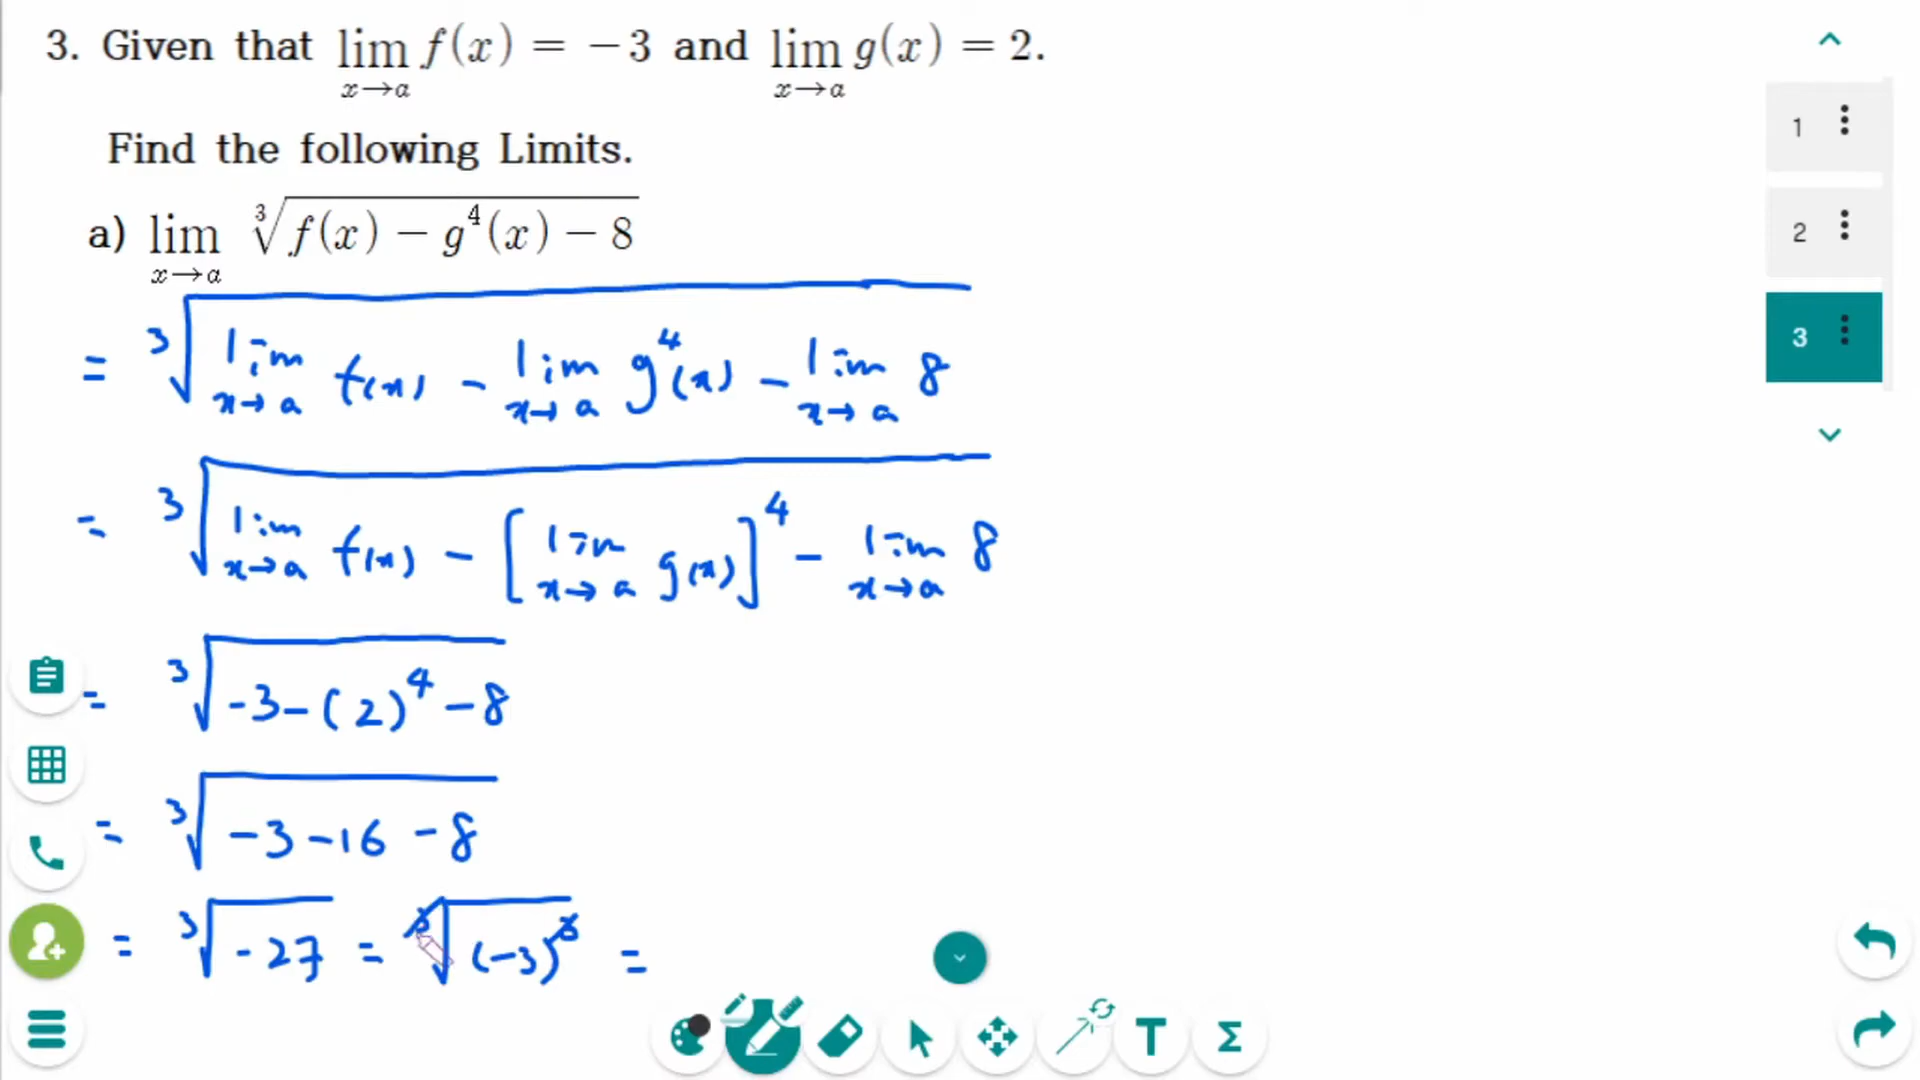 3. Given that lim x→a f(x) = −3 and lim x→a g(x) = 2.
Find the following Limits.
a) lim x→a ∛(f(x) − g⁴(x) − 8)
= ∛(lim x→a f(x) − lim x→a g⁴(x) − lim x→a 8)
= ∛(lim x→a f(x) − [lim x→a g(x)]⁴ − lim x→a 8)
= ∛(-3-(2)⁴-8)
= ∛(-3-16-8)
= ∛(-27) = ∛((-3)³) =
1
2
3
T
Σ